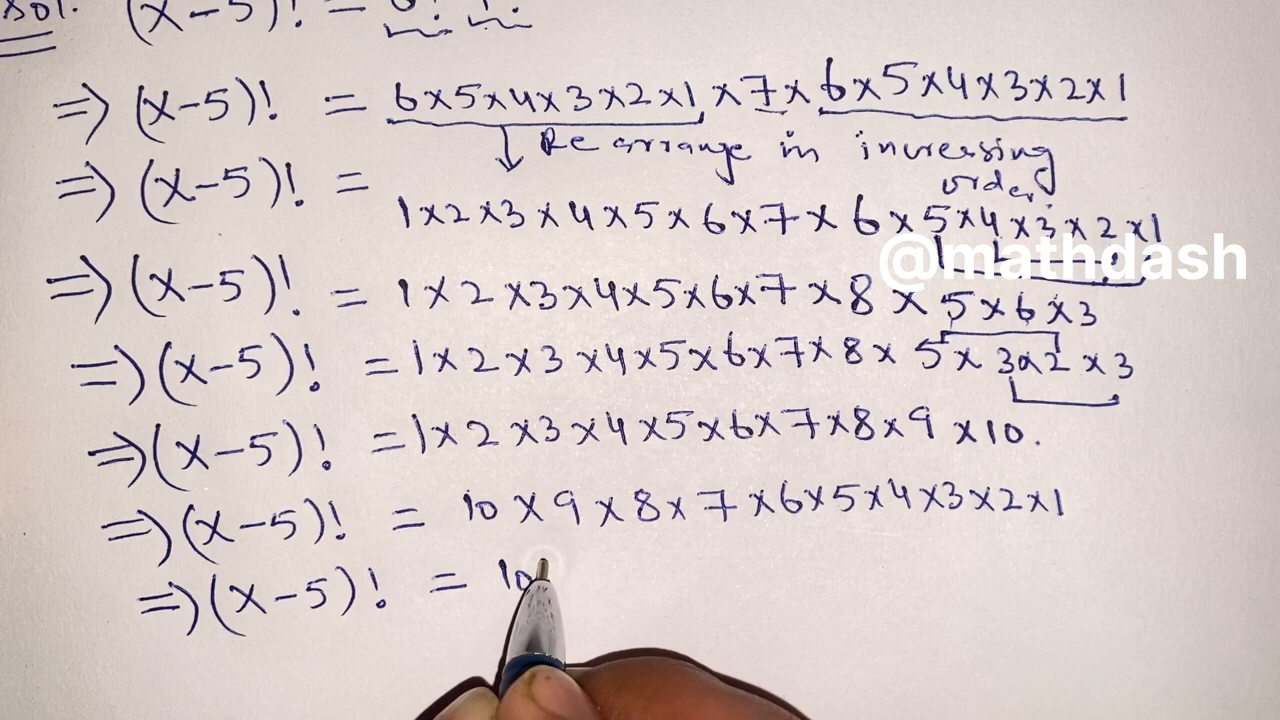 Sol. (x-5)! = 6! 7!
=> (x-5)! = 6×5×4×3×2×1 × 7 × 6×5×4×3×2×1
Re arrange in increasing order.
=> (x-5)! = 1×2×3×4×5×6×7×6×5×4×3×2×1
@mathdash
=> (x-5)! = 1×2×3×4×5×6×7×8×5×6×3
=> (x-5)! = 1×2×3×4×5×6×7×8×5×3×2×3
=> (x-5)! = 1×2×3×4×5×6×7×8×9×10.
=> (x-5)! = 10×9×8×7×6×5×4×3×2×1
=> (x-5)! = 10